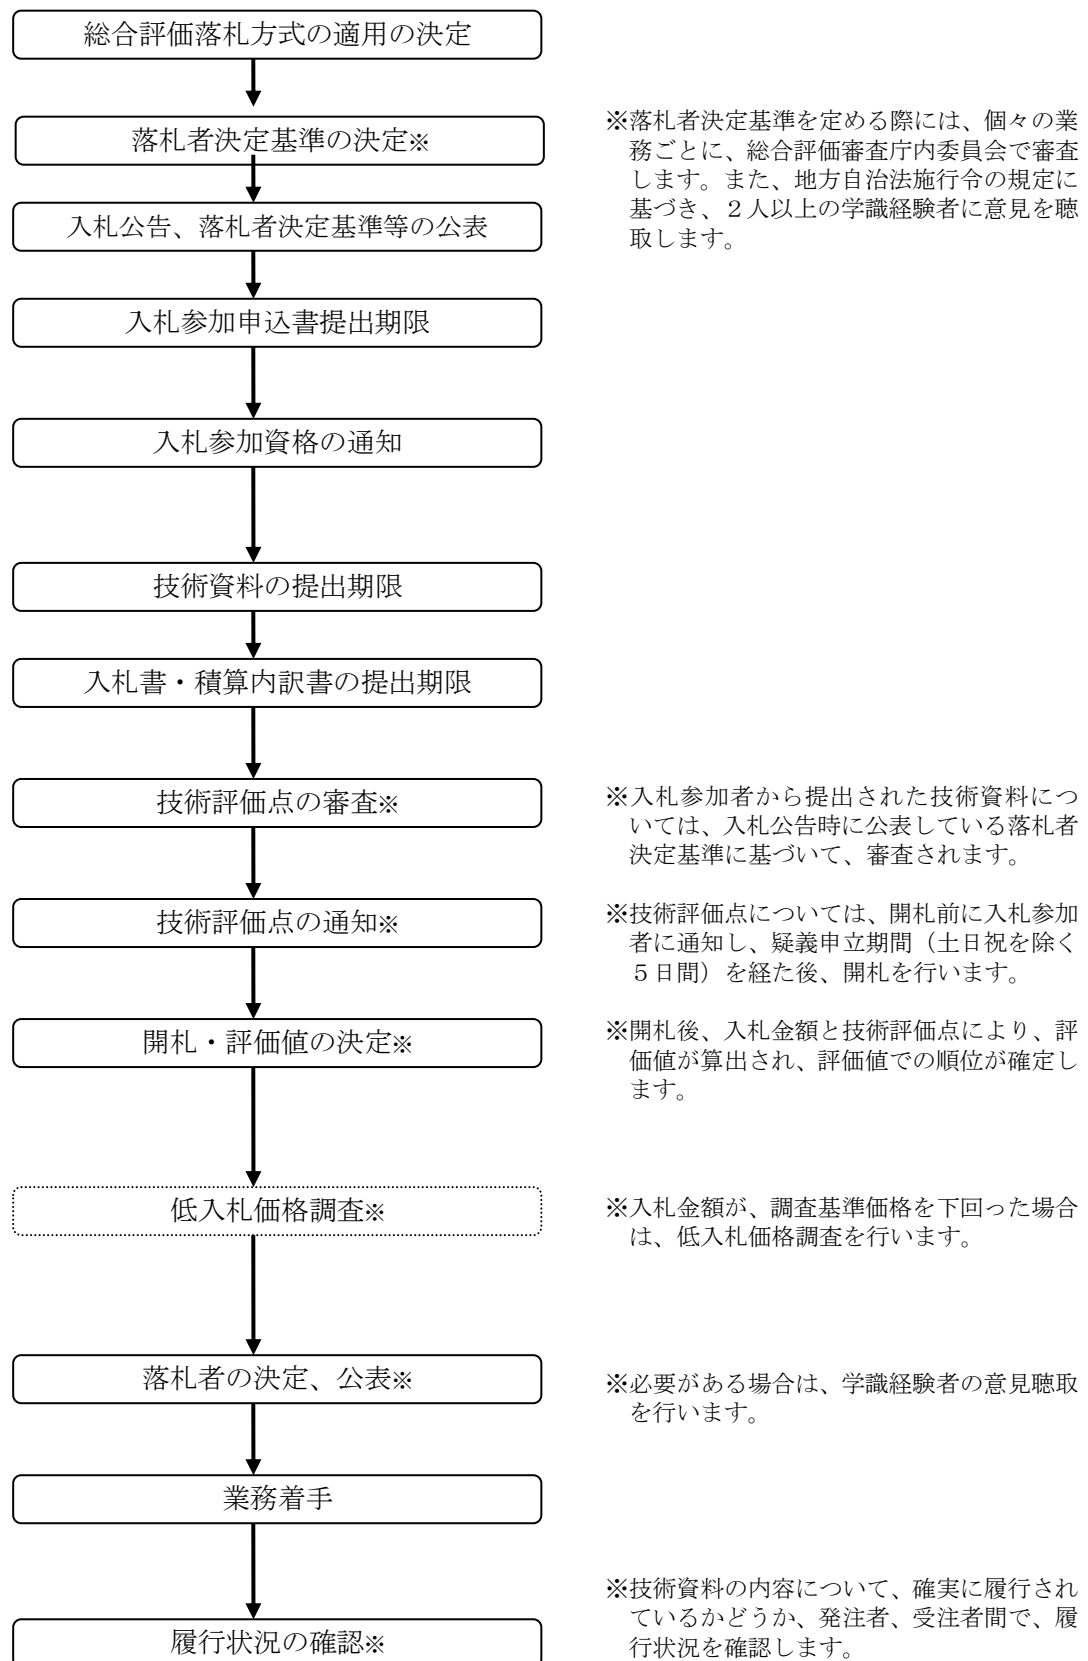 総合評価落札方式の適用の決定
落札者決定基準の決定※
※落札者決定基準を定める際には、個々の業
務ごとに、総合評価審査庁内委員会で審査
します。また、地方自治法施行令の規定に
基づき、２人以上の学識経験者に意見を聴
取します。
入札公告、落札者決定基準等の公表
入札参加申込書提出期限
入札参加資格の通知
技術資料の提出期限
入札書・積算内訳書の提出期限
技術評価点の審査※
※入札参加者から提出された技術資料につ
いては、入札公告時に公表している落札者
決定基準に基づいて、審査されます。
技術評価点の通知※
※技術評価点については、開札前に入札参加
者に通知し、疑義申立期間（土日祝を除く
５日間）を経た後、開札を行います。
開札・評価値の決定※
※開札後、入札金額と技術評価点により、評
価値が算出され、評価値での順位が確定し
ます。
低入札価格調査※
※入札金額が、調査基準価格を下回った場合
は、低入札価格調査を行います。
落札者の決定、公表※
※必要がある場合は、学識経験者の意見聴取
を行います。
業務着手
履行状況の確認※
※技術資料の内容について、確実に履行され
ているかどうか、発注者、受注者間で、履
行状況を確認します。